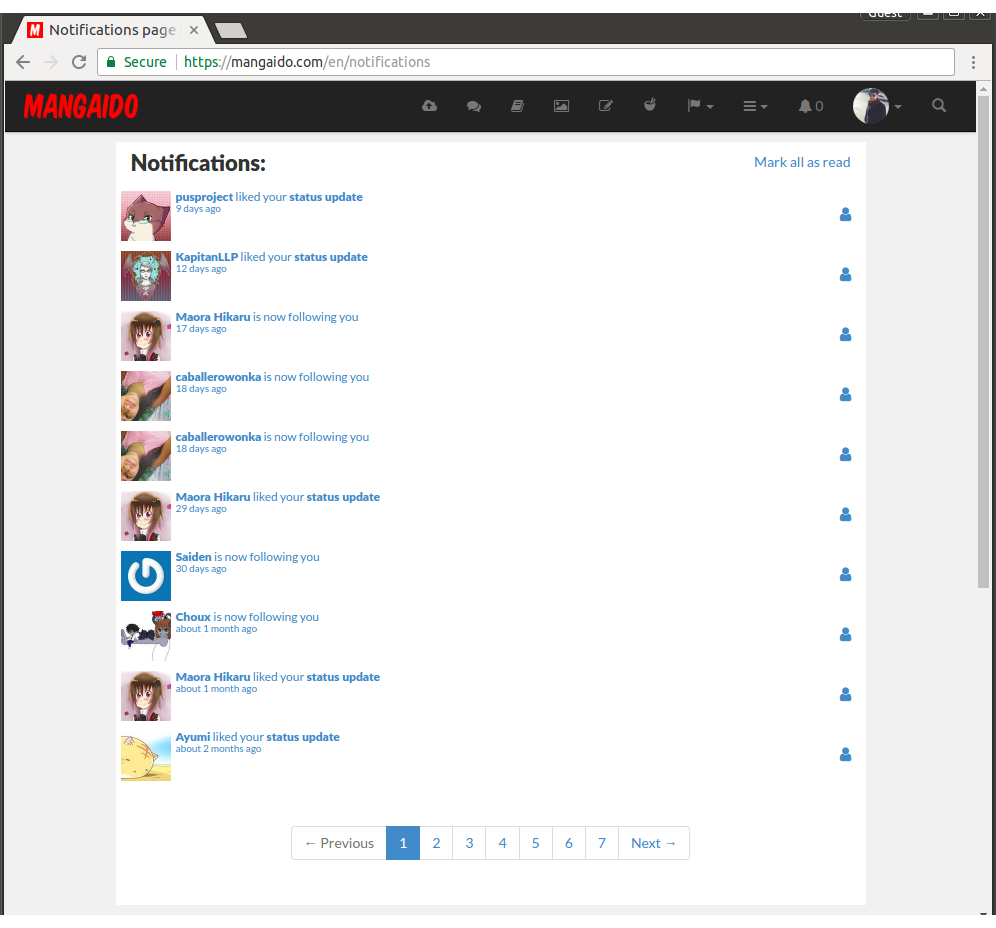 Guest
Notifications page
Secure https://mangaido.com/en/notifications
MANGAIDO
0
Notifications:
Mark all as read
pusproject liked your status update
9 days ago
KapitanLLP liked your status update
12 days ago
Maora Hikaru is now following you
17 days ago
caballerowonka is now following you
18 days ago
caballerowonka is now following you
18 days ago
Maora Hikaru liked your status update
29 days ago
Saiden is now following you
30 days ago
Choux is now following you
about 1 month ago
Maora Hikaru liked your status update
about 1 month ago
Ayumi liked your status update
about 2 months ago
← Previous 1 2 3 4 5 6 7 Next →